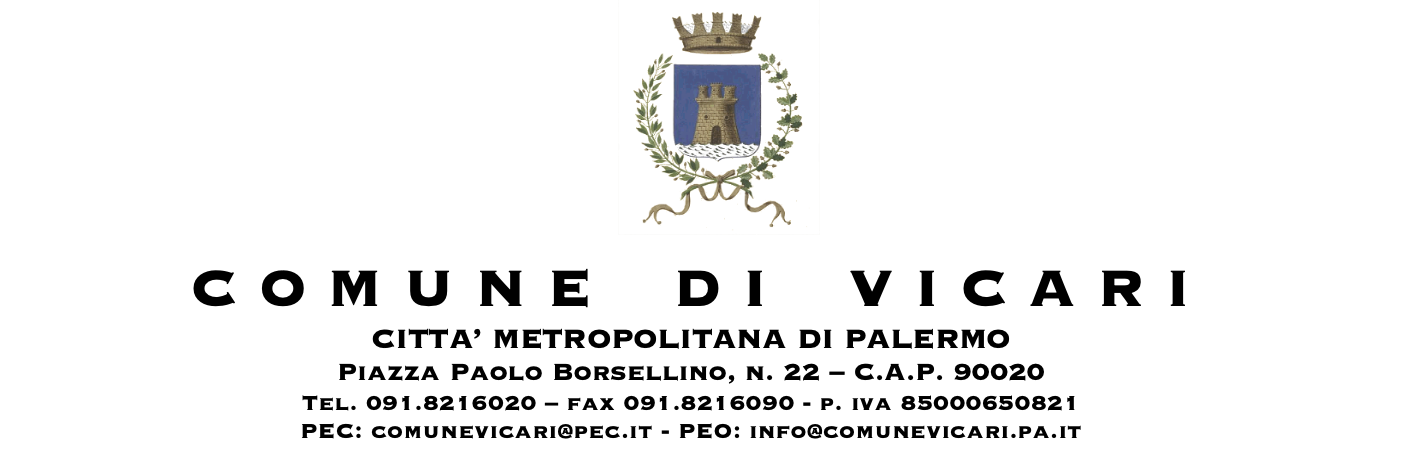 COMUNE DI VICARI
CITTA’ METROPOLITANA DI PALERMO
PIAZZA PAOLO BORSELLINO, N. 22 – C.A.P. 90020
TEL. 091.8216020 – FAX 091.8216090 - P. IVA 85000650821
PEC: COMUNEVICARI@PEC.IT - PEO: INFO@COMUNEVICARI.PA.IT